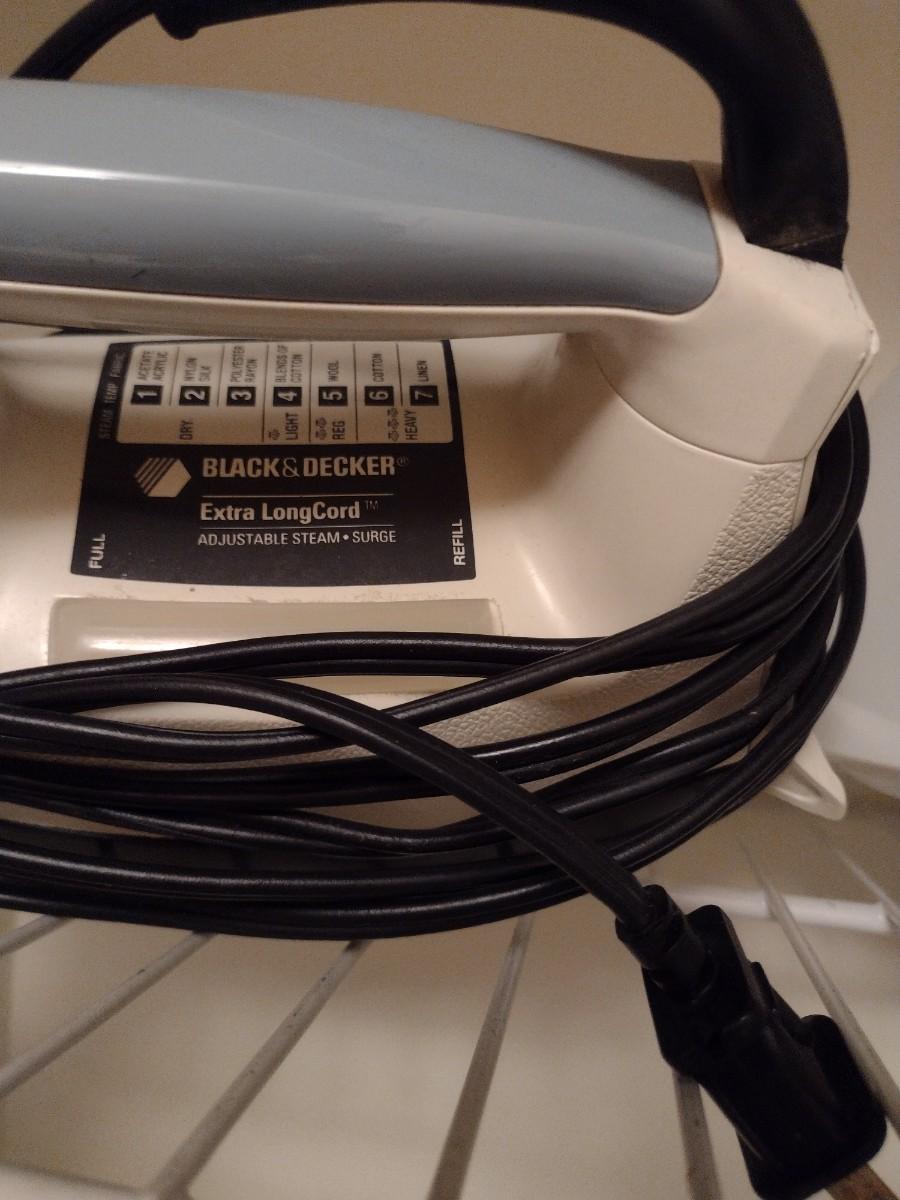 STEAM TEMP FABRIC
1 ACETATE ACRYLIC
DRY 2 NYLON SILK
3 POLYESTER RAYON
LIGHT 4 BLENDS OF COTTON
REG 5 WOOL
6 COTTON
HEAVY 7 LINEN
BLACK&DECKER®
Extra LongCord™
ADJUSTABLE STEAM • SURGE
FULL
REFILL